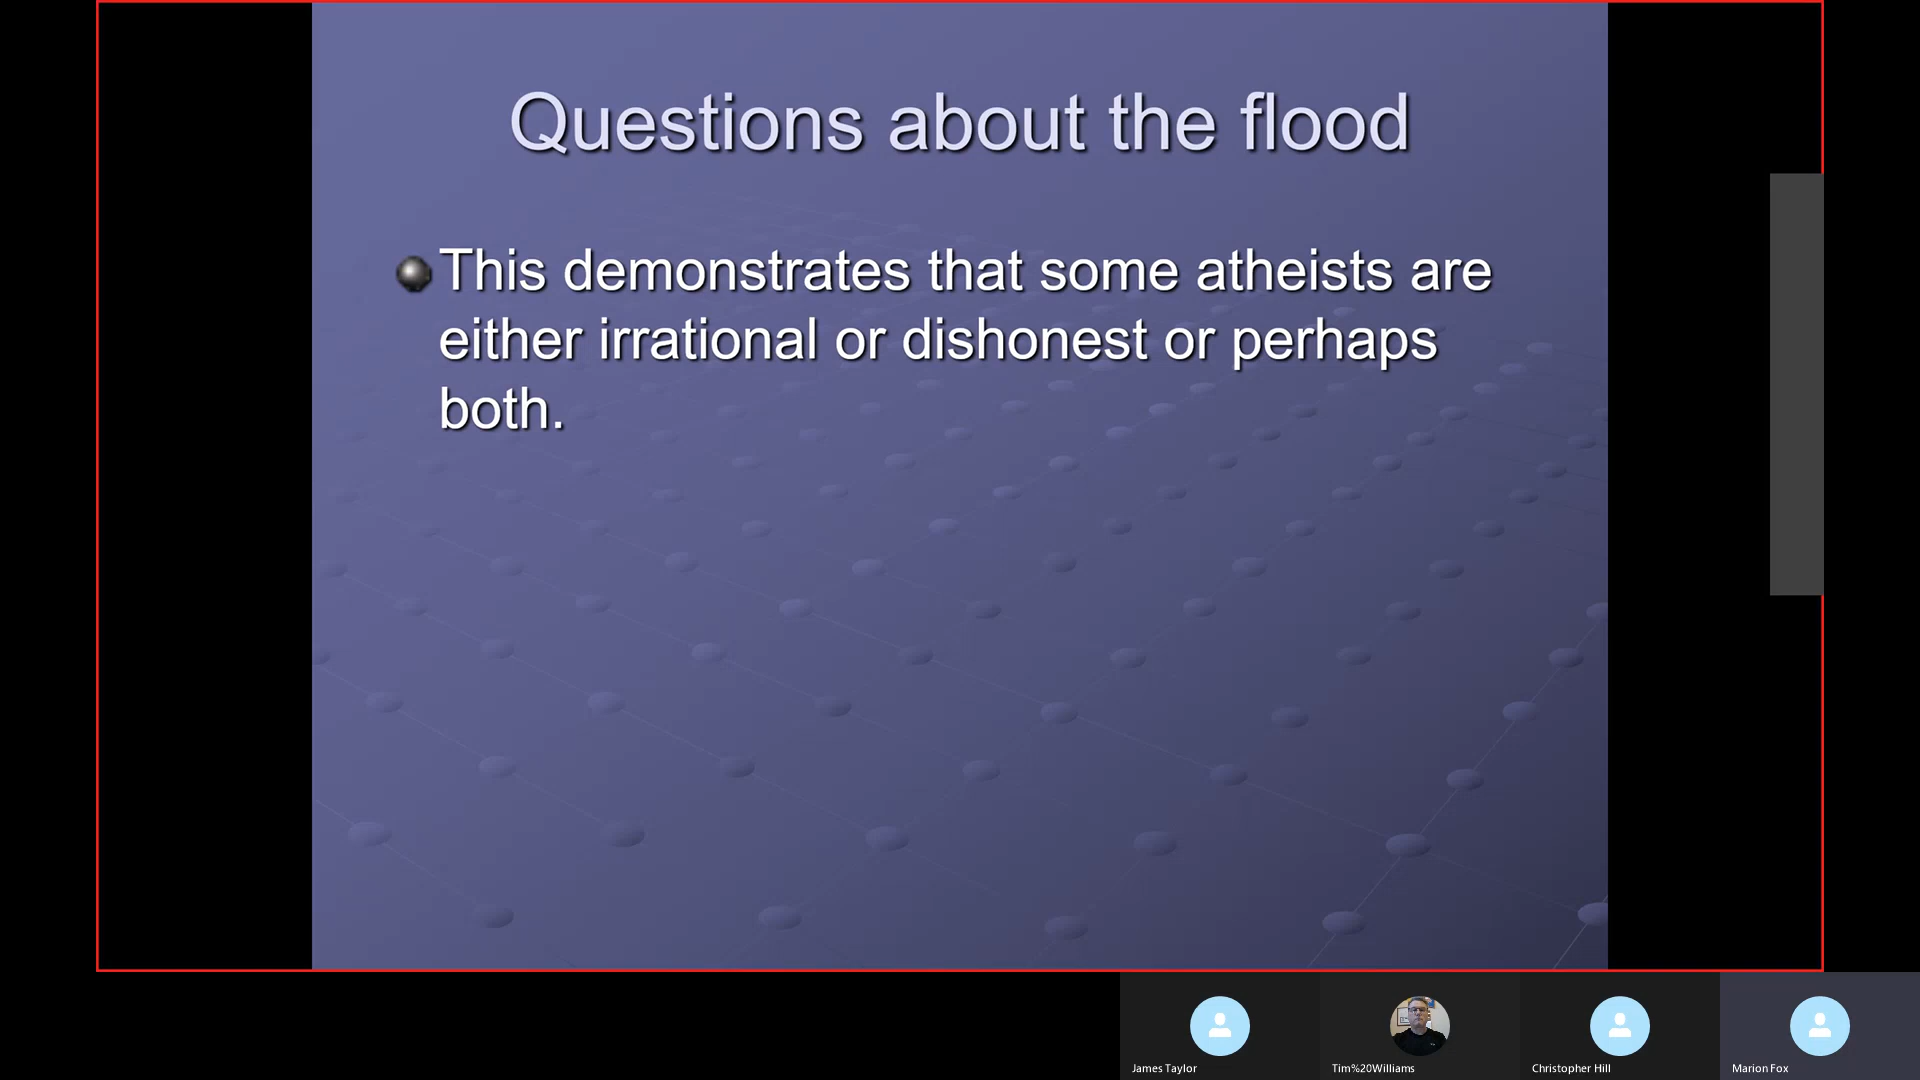 Questions about the flood
This demonstrates that some atheists are
either irrational or dishonest or perhaps
both.
James Taylor
Tim%20Williams
Christopher Hill
Marion Fox